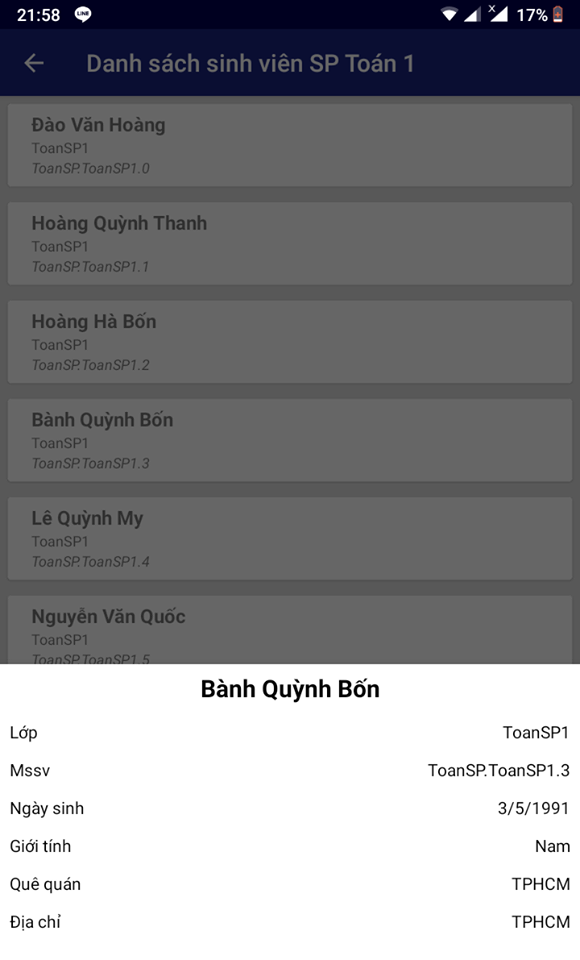 21:58 LINE x 17%
Danh sách sinh viên SP Toán 1
Đào Văn Hoàng
ToanSP1
ToanSP.ToanSP1.0
Hoàng Quỳnh Thanh
ToanSP1
ToanSP.ToanSP1.1
Hoàng Hà Bốn
ToanSP1
ToanSP.ToanSP1.2
Bành Quỳnh Bốn
ToanSP1
ToanSP.ToanSP1.3
Lê Quỳnh My
ToanSP1
ToanSP.ToanSP1.4
Nguyễn Văn Quốc
ToanSP1
ToanSP.ToanSP1.5
Bành Quỳnh Bốn
Lớp ToanSP1
Mssv ToanSP.ToanSP1.3
Ngày sinh 3/5/1991
Giới tính Nam
Quê quán TPHCM
Địa chỉ TPHCM